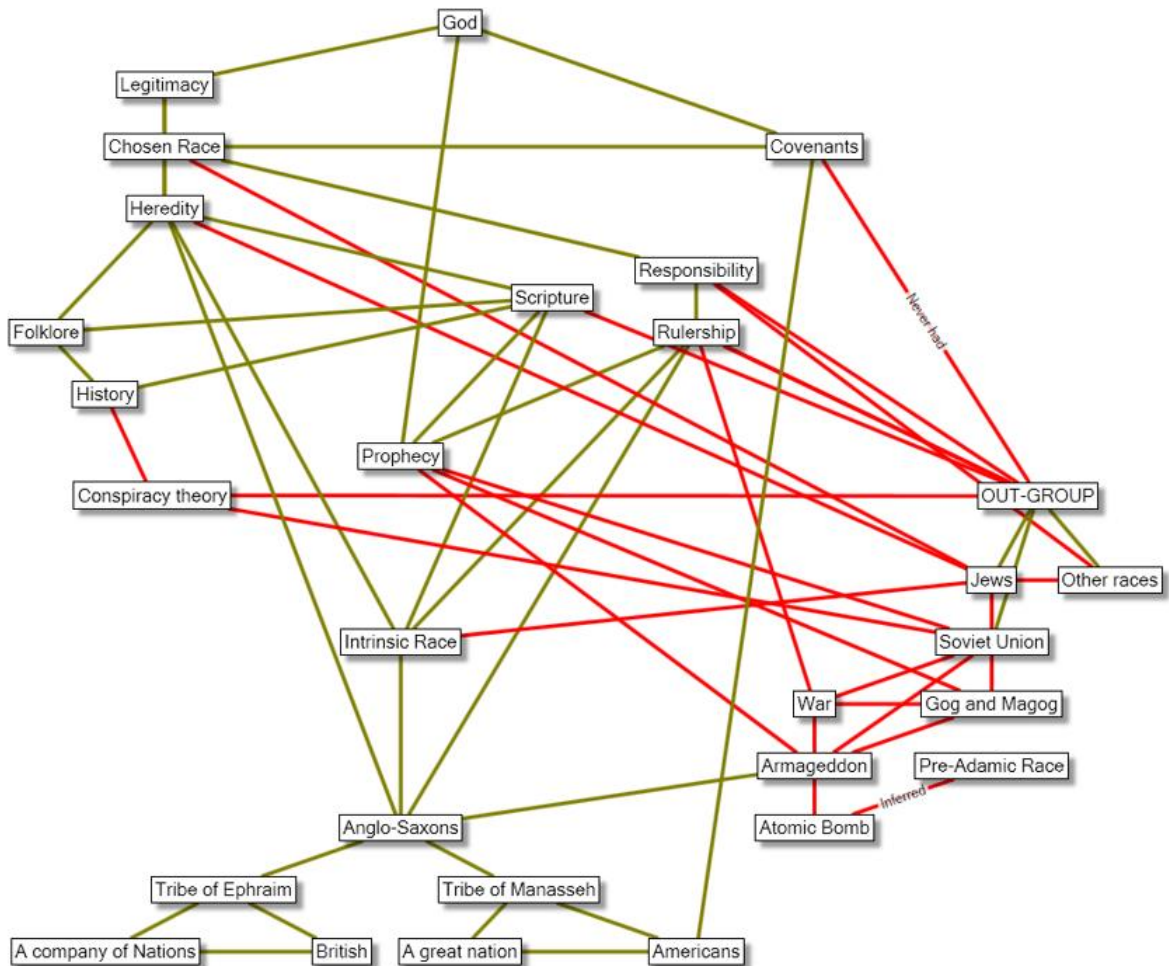 God
Legitimacy
Chosen Race
Covenants
Heredity
Responsibility
Scripture
Folklore
Rulership
Never had
History
Prophecy
Conspiracy theory
OUT-GROUP
Jews
Other races
Intrinsic Race
Soviet Union
War
Gog and Magog
Armageddon
Pre-Adamic Race
Inferred
Anglo-Saxons
Atomic Bomb
Tribe of Ephraim
Tribe of Manasseh
A company of Nations
British
A great nation
Americans